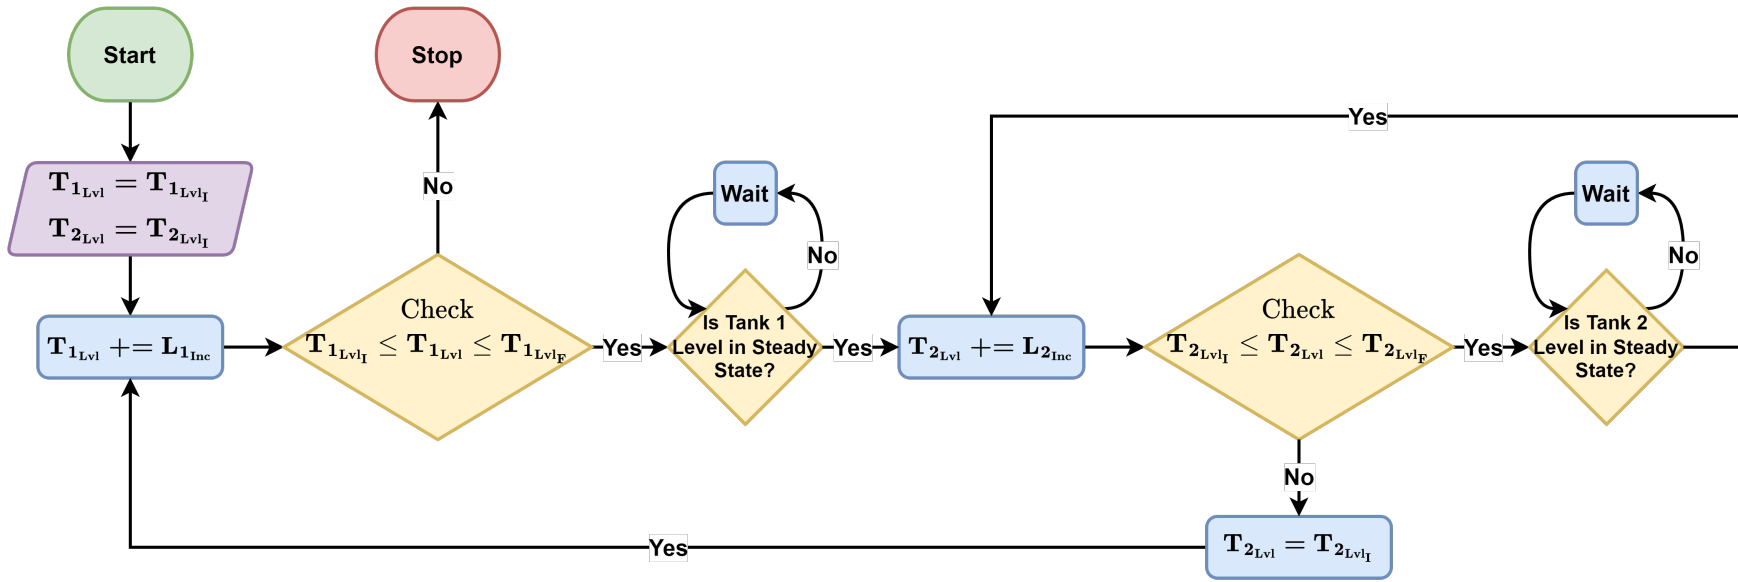 Start
Stop
Yes
T1Lvl = T1LvlI
T2Lvl = T2LvlI
No
Wait
No
Wait
No
T1Lvl += L1Inc
Check
T1LvlI ≤ T1Lvl ≤ T1LvlF
Yes
Is Tank 1
Level in Steady
State?
Yes
T2Lvl += L2Inc
Check
T2LvlI ≤ T2Lvl ≤ T2LvlF
Yes
Is Tank 2
Level in Steady
State?
No
T2Lvl = T2LvlI
Yes